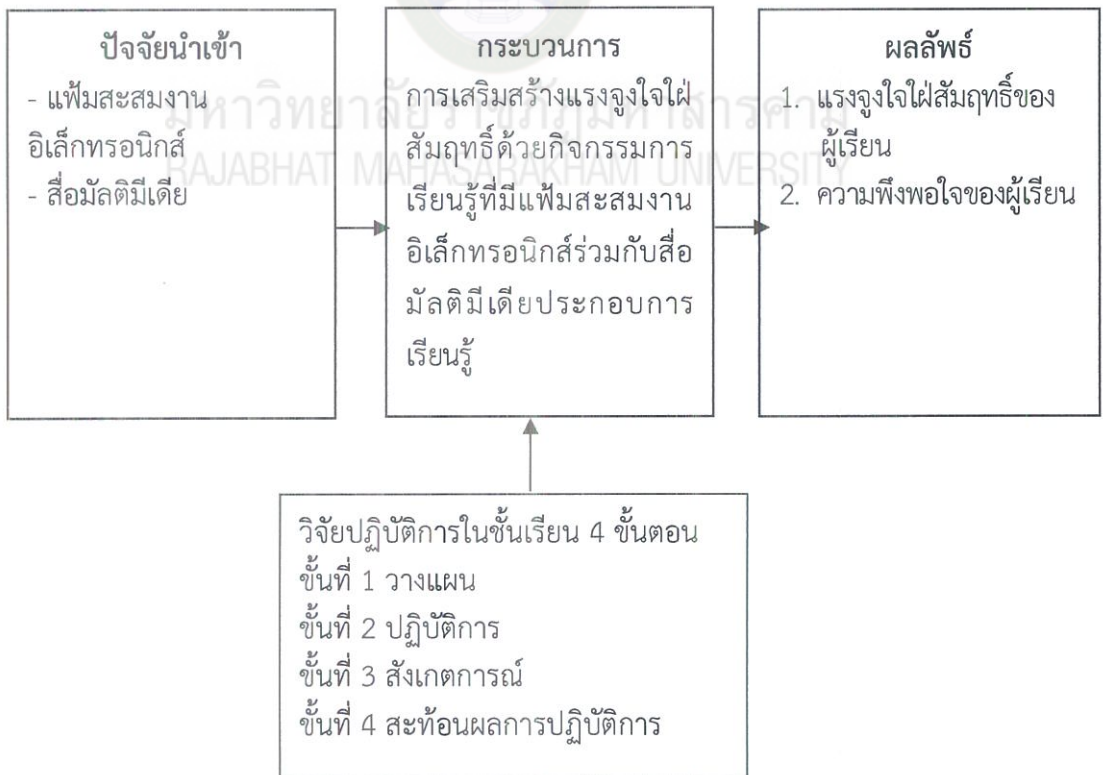 ปัจจัยนำเข้า
- แฟ้มสะสมงาน
อิเล็กทรอนิกส์
- สื่อมัลติมีเดีย
กระบวนการ
การเสริมสร้างแรงจูงใจใฝ่
สัมฤทธิ์ด้วยกิจกรรมการ
เรียนรู้ที่มีแฟ้มสะสมงาน
อิเล็กทรอนิกส์ร่วมกับสื่อ
มัลติมีเดียประกอบการ
เรียนรู้
ผลลัพธ์
1. แรงจูงใจใฝ่สัมฤทธิ์ของ
ผู้เรียน
2. ความพึงพอใจของผู้เรียน
มหาวิทยาลัยราชภัฏมหาสารคาม
RAJABHAT MAHASARAKHAM UNIVERSITY
วิจัยปฏิบัติการในชั้นเรียน 4 ขั้นตอน
ขั้นที่ 1 วางแผน
ขั้นที่ 2 ปฏิบัติการ
ขั้นที่ 3 สังเกตการณ์
ขั้นที่ 4 สะท้อนผลการปฏิบัติการ